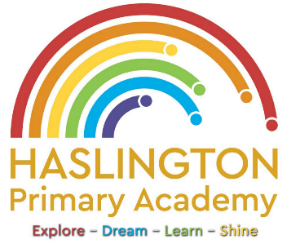 HASLINGTON
Primary Academy
Explore – Dream – Learn – Shine